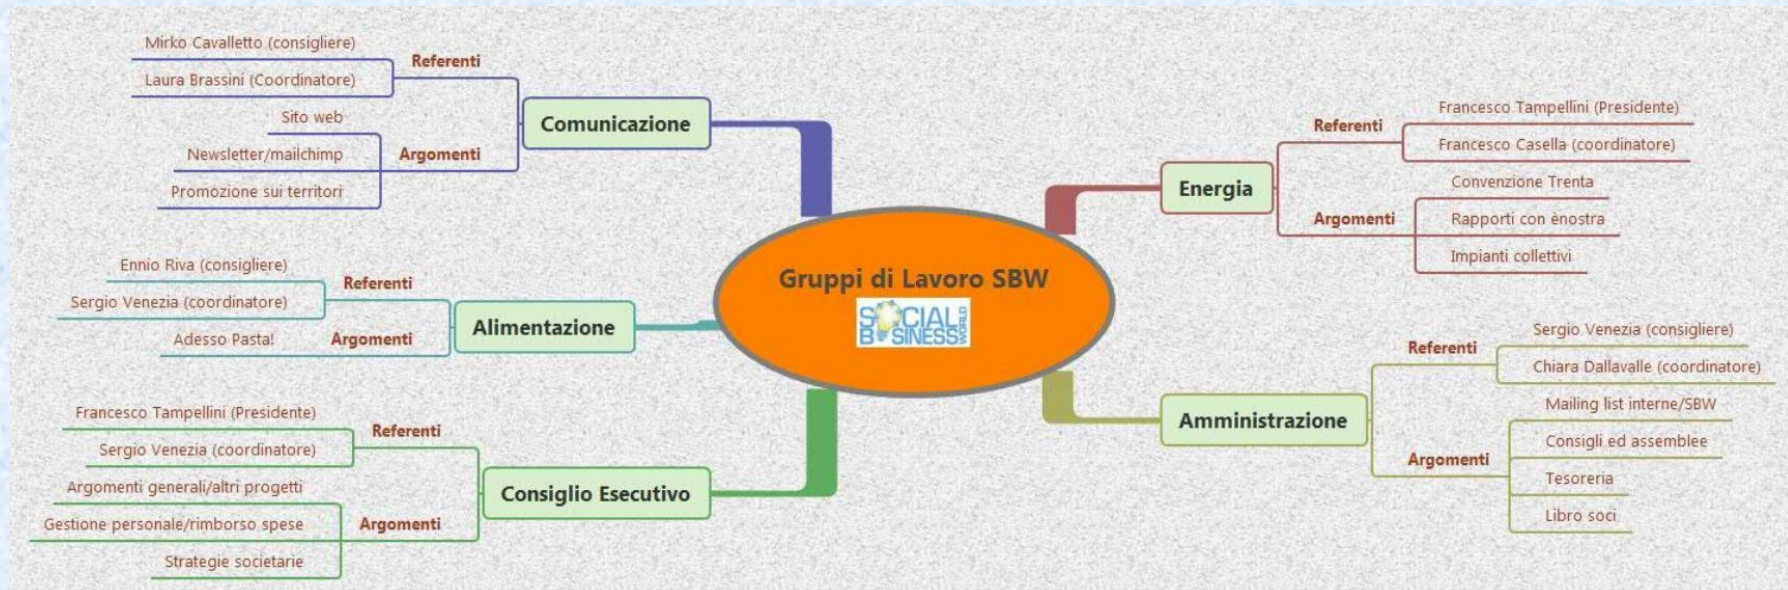 Gruppi di Lavoro SBW
SOCIAL
BUSINESS
WORLD
Comunicazione
Referenti
Mirko Cavalletto (consigliere)
Laura Brassini (Coordinatore)
Argomenti
Sito web
Newsletter/mailchimp
Promozione sui territori
Alimentazione
Referenti
Ennio Riva (consigliere)
Sergio Venezia (coordinatore)
Argomenti
Adesso Pasta!
Consiglio Esecutivo
Referenti
Francesco Tampellini (Presidente)
Sergio Venezia (coordinatore)
Argomenti
Argomenti generali/altri progetti
Gestione personale/rimborso spese
Strategie societarie
Energia
Referenti
Francesco Tampellini (Presidente)
Francesco Casella (coordinatore)
Argomenti
Convenzione Trenta
Rapporti con ènostra
Impianti collettivi
Amministrazione
Referenti
Sergio Venezia (consigliere)
Chiara Dallavalle (coordinatore)
Argomenti
Mailing list interne/SBW
Consigli ed assemblee
Tesoreria
Libro soci